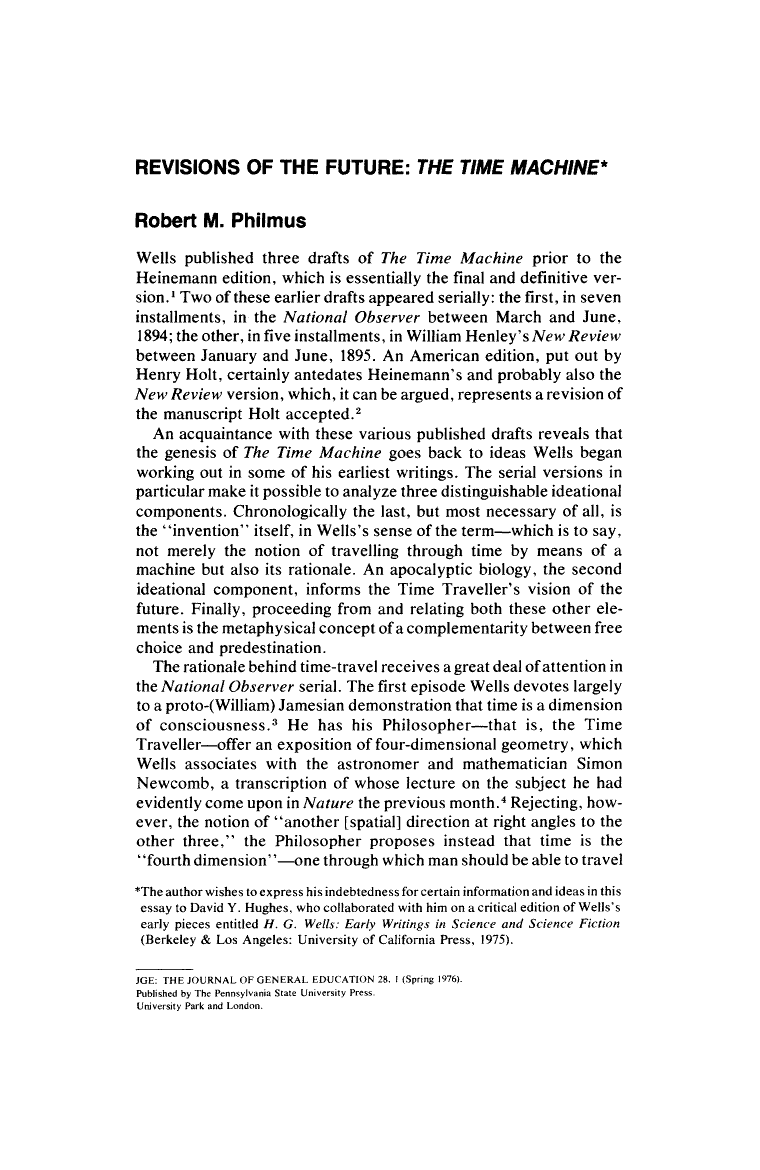 REVISIONS OF THE FUTURE: THE TIME MACHINE*
Robert M. Philmus
Wells published three drafts of The Time Machine prior to the
Heinemann edition, which is essentially the final and definitive ver-
sion.¹ Two of these earlier drafts appeared serially: the first, in seven
installments, in the National Observer between March and June,
1894; the other, in five installments, in William Henley's New Review
between January and June, 1895. An American edition, put out by
Henry Holt, certainly antedates Heinemann's and probably also the
New Review version, which, it can be argued, represents a revision of
the manuscript Holt accepted.²
An acquaintance with these various published drafts reveals that
the genesis of The Time Machine goes back to ideas Wells began
working out in some of his earliest writings. The serial versions in
particular make it possible to analyze three distinguishable ideational
components. Chronologically the last, but most necessary of all, is
the ‘‘invention’’ itself, in Wells's sense of the term—which is to say,
not merely the notion of travelling through time by means of a
machine but also its rationale. An apocalyptic biology, the second
ideational component, informs the Time Traveller's vision of the
future. Finally, proceeding from and relating both these other ele-
ments is the metaphysical concept of a complementarity between free
choice and predestination.
The rationale behind time-travel receives a great deal of attention in
the National Observer serial. The first episode Wells devotes largely
to a proto-(William) Jamesian demonstration that time is a dimension
of consciousness.³ He has his Philosopher—that is, the Time
Traveller—offer an exposition of four-dimensional geometry, which
Wells associates with the astronomer and mathematician Simon
Newcomb, a transcription of whose lecture on the subject he had
evidently come upon in Nature the previous month.⁴ Rejecting, how-
ever, the notion of ‘‘another [spatial] direction at right angles to the
other three,’’ the Philosopher proposes instead that time is the
‘‘fourth dimension’’—one through which man should be able to travel
*The author wishes to express his indebtedness for certain information and ideas in this
essay to David Y. Hughes, who collaborated with him on a critical edition of Wells's
early pieces entitled H. G. Wells: Early Writings in Science and Science Fiction
(Berkeley & Los Angeles: University of California Press, 1975).
JGE: THE JOURNAL OF GENERAL EDUCATION 28, 1 (Spring 1976).
Published by The Pennsylvania State University Press.
University Park and London.